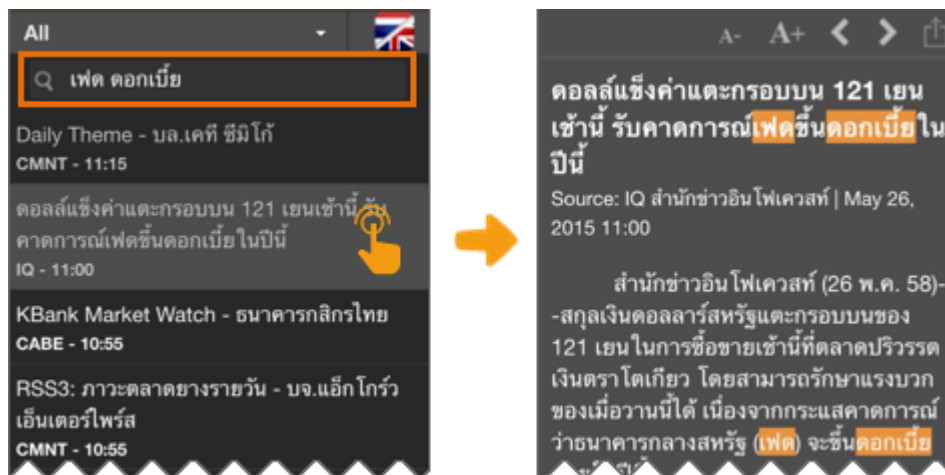 All
เฟด ดอกเบี้ย
Daily Theme - บล.เคที ซีมิโก้
CMNT - 11:15
ดอลล์แข็งค่าแตะกรอบบน 121 เยนเช้านี้ รับ
คาดการณ์เฟดขึ้นดอกเบี้ยในปีนี้
IQ - 11:00
KBank Market Watch - ธนาคารกสิกรไทย
CABE - 10:55
RSS3: ภาวะตลาดยางรายวัน - บจ.แอ็กโกร์ว
เอ็นเตอร์ไพร์ส
CMNT - 10:55
A- A+
ดอลล์แข็งค่าแตะกรอบบน 121 เยน
เช้านี้ รับคาดการณ์เฟดขึ้นดอกเบี้ยใน
ปีนี้
Source: IQ สำนักข่าวอินโฟเควสท์ | May 26,
2015 11:00
สำนักข่าวอินโฟเควสท์ (26 พ.ค. 58)-
-สกุลเงินดอลลาร์สหรัฐแตะกรอบบนของ
121 เยนในการซื้อขายเช้านี้ที่ตลาดปริวรรต
เงินตราโตเกียว โดยสามารถรักษาแรงบวก
ของเมื่อวานนี้ได้ เนื่องจากกระแสคาดการณ์
ว่าธนาคารกลางสหรัฐ (เฟด) จะขึ้นดอกเบี้ย